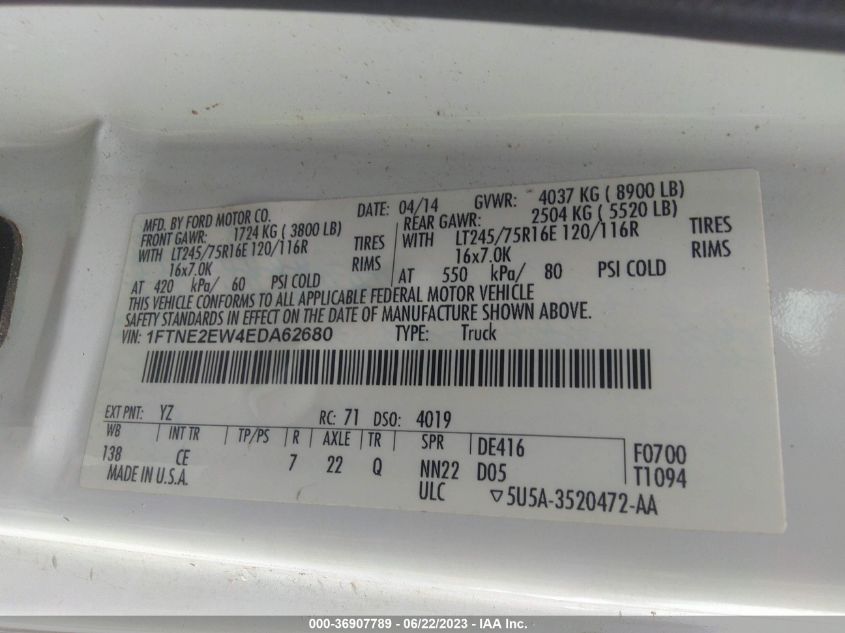 MFD. BY FORD MOTOR CO. DATE: 04/14 GVWR: 4037 KG ( 8900 LB)
FRONT GAWR: 1724 KG ( 3800 LB) REAR GAWR: 2504 KG ( 5520 LB)
WITH LT245/75R16E 120/116R TIRES WITH LT245/75R16E 120/116R TIRES
16x7.0K RIMS 16x7.0K RIMS
AT 420 kPa/ 60 PSI COLD AT 550 kPa/ 80 PSI COLD
THIS VEHICLE CONFORMS TO ALL APPLICABLE FEDERAL MOTOR VEHICLE
SAFETY STANDARDS IN EFFECT ON THE DATE OF MANUFACTURE SHOWN ABOVE.
VIN: 1FTNE2EW4EDA62680 TYPE: Truck
EXT PNT: YZ RC: 71 DSO: 4019
WB INT TR TP/PS R AXLE TR SPR DE416 F0700
138 CE 7 22 Q NN22 D05 T1094
MADE IN U.S.A. ULC ▽5U5A-3520472-AA
000-36907789 - 06/22/2023 - IAA Inc.